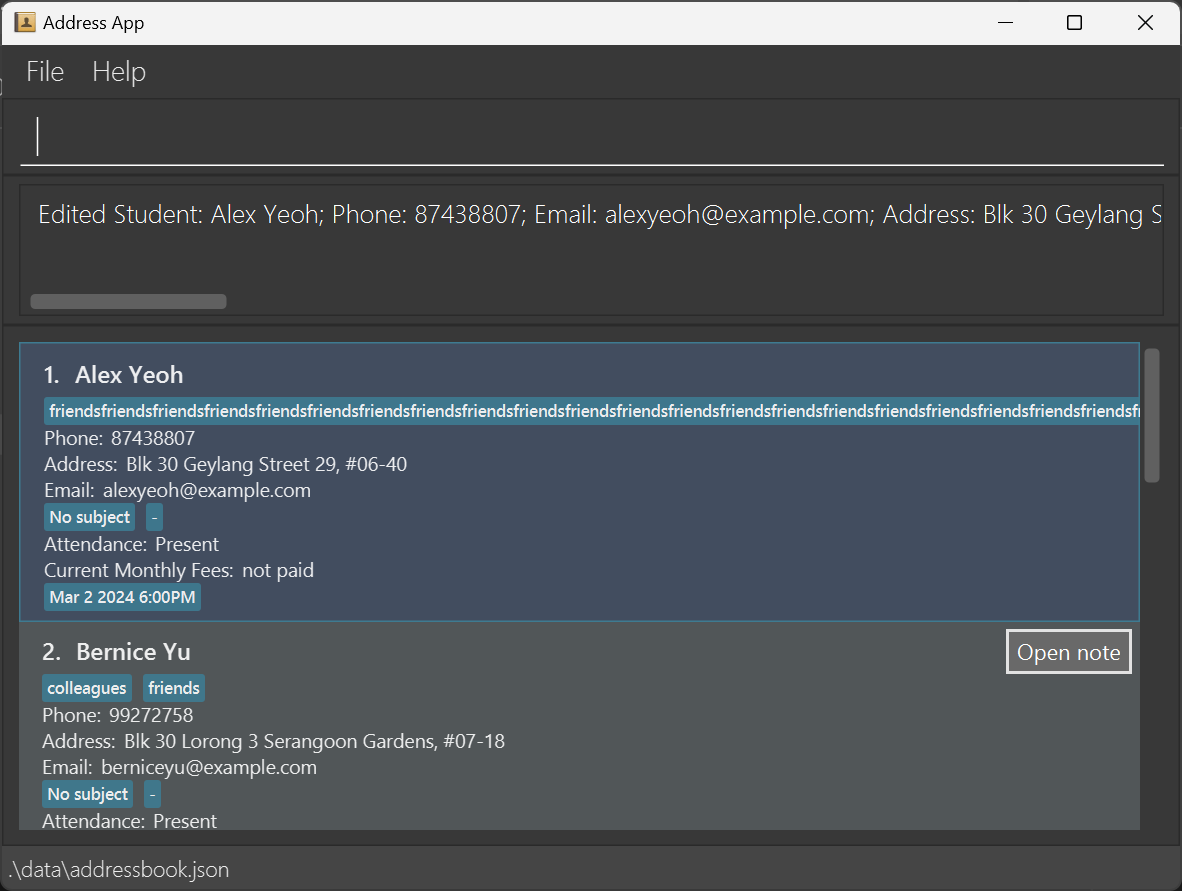 Address App
File Help
Edited Student: Alex Yeoh; Phone: 87438807; Email: alexyeoh@example.com; Address: Blk 30 Geylang S
1. Alex Yeoh
friendsfriendsfriendsfriendsfriendsfriendsfriendsfriendsfriendsfriendsfriendsfriendsfriendsfriendsfriendsfriendsfriendsfriendsfriendsfriendsfriendsf
Phone: 87438807
Address: Blk 30 Geylang Street 29, #06-40
Email: alexyeoh@example.com
No subject -
Attendance: Present
Current Monthly Fees: not paid
Mar 2 2024 6:00PM
2. Bernice Yu
Open note
colleagues friends
Phone: 99272758
Address: Blk 30 Lorong 3 Serangoon Gardens, #07-18
Email: berniceyu@example.com
No subject -
Attendance: Present
.\data\addressbook.json